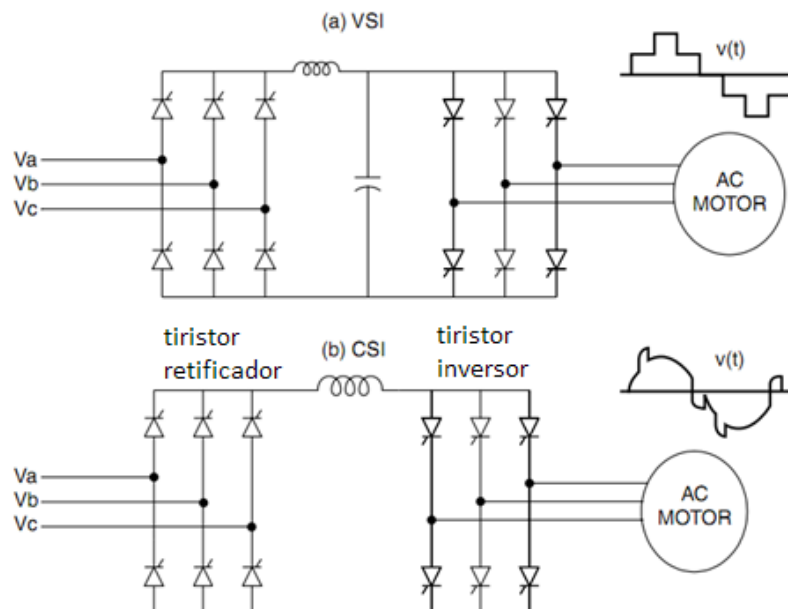 (a) VSI
v(t)
Va
Vb
Vc
AC
MOTOR
tiristor
retificador
(b) CSI
tiristor
inversor
v(t)
Va
Vb
Vc
AC
MOTOR